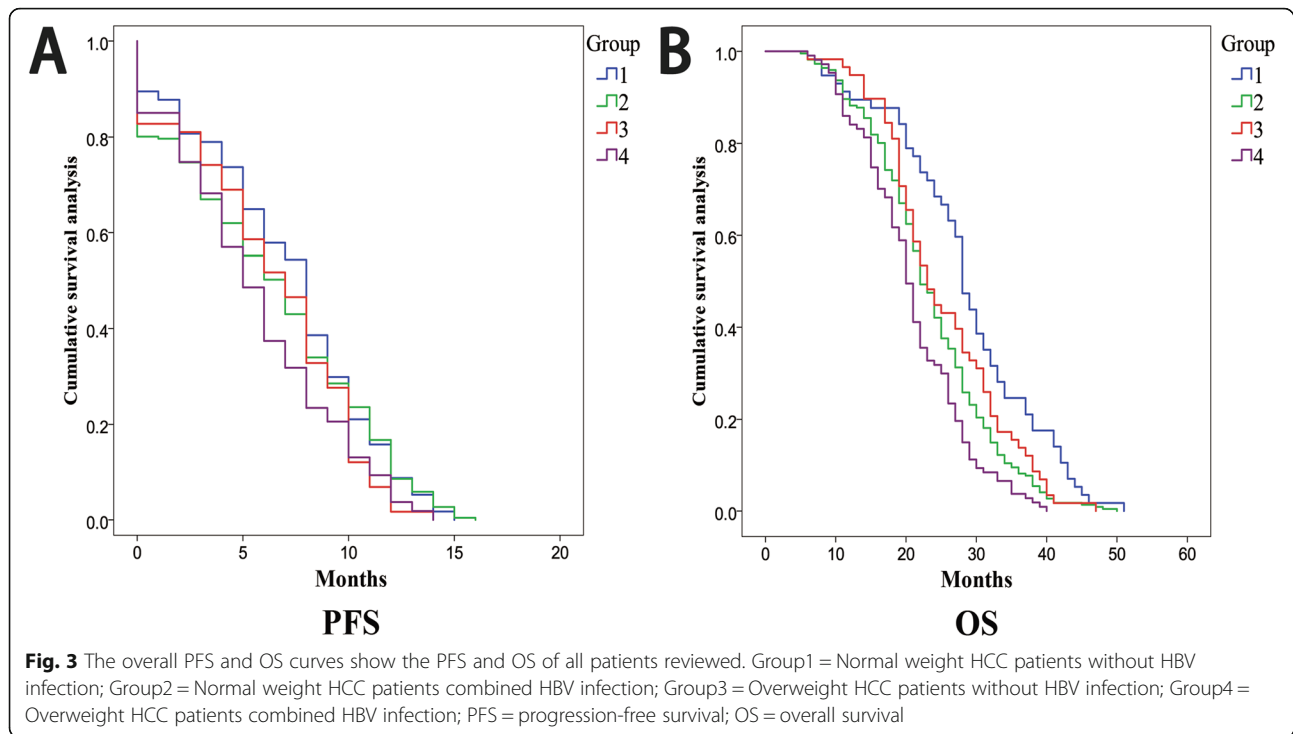 A
Group
1
2
3
4
Cumulative survival analysis
1.0
0.8
0.6
0.4
0.2
0.0
0 5 10 15 20
Months
PFS
B
Group
1
2
3
4
Cumulative survival analysis
1.0
0.8
0.6
0.4
0.2
0.0
0 10 20 30 40 50 60
Months
OS
Fig. 3 The overall PFS and OS curves show the PFS and OS of all patients reviewed. Group1 = Normal weight HCC patients without HBV
infection; Group2 = Normal weight HCC patients combined HBV infection; Group3 = Overweight HCC patients without HBV infection; Group4 =
Overweight HCC patients combined HBV infection; PFS = progression-free survival; OS = overall survival